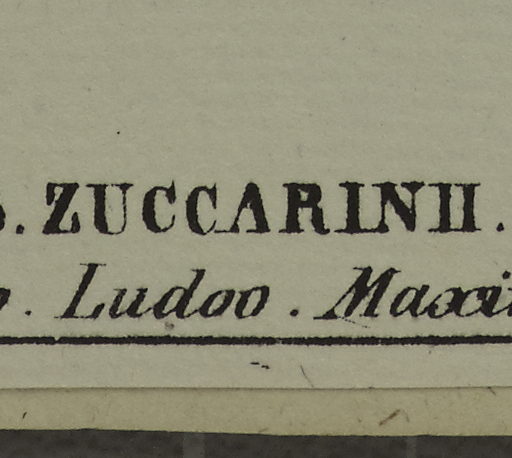 . ZUCCARINII.
. Ludov. Maxi